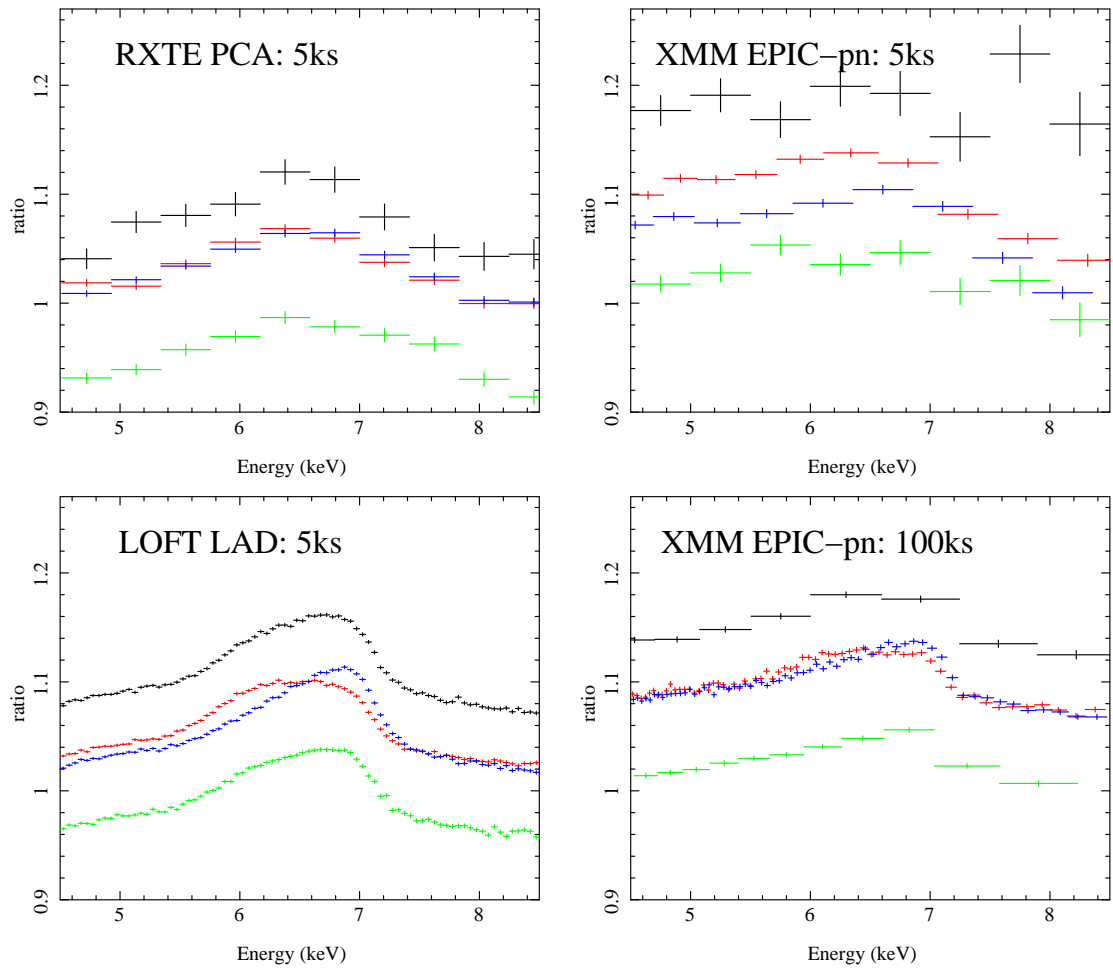 RXTE PCA: 5ks
ratio
0.9
1
1.1
1.2
5
6
7
8
Energy (keV)
XMM EPIC−pn: 5ks
ratio
0.9
1
1.1
1.2
5
6
7
8
Energy (keV)
LOFT LAD: 5ks
ratio
0.9
1
1.1
1.2
5
6
7
8
Energy (keV)
XMM EPIC−pn: 100ks
ratio
0.9
1
1.1
1.2
5
6
7
8
Energy (keV)